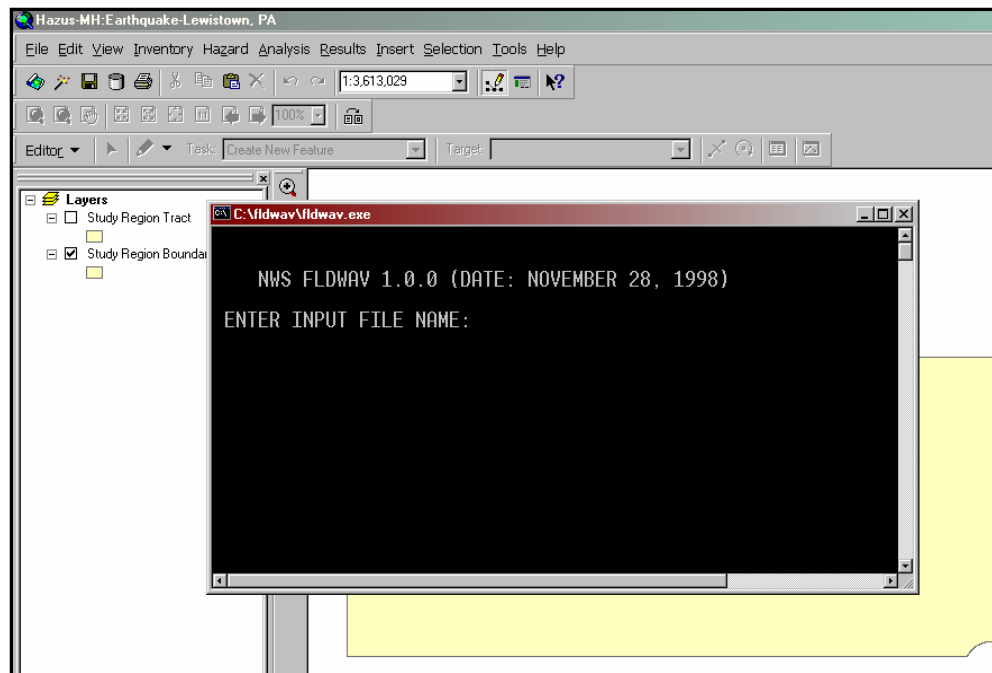 Hazus-MH:Earthquake-Lewistown, PA
File Edit View Inventory Hazard Analysis Results Insert Selection Tools Help
1:3,613,029
100%
Editor Task: Create New Feature Target:
Layers
Study Region Tract
Study Region Boundar
C:\fldwav\fldwav.exe
NWS FLDWAV 1.0.0 (DATE: NOVEMBER 28, 1998)
ENTER INPUT FILE NAME: